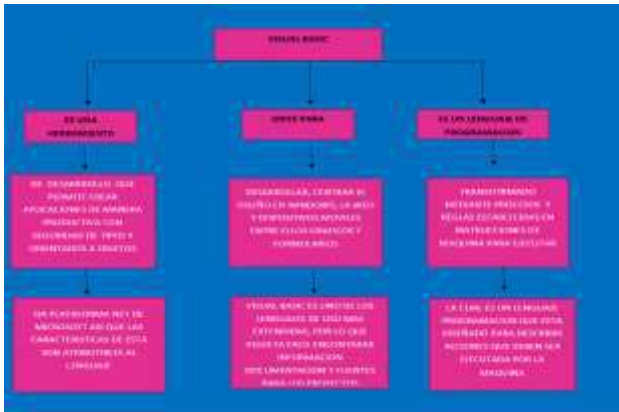 VISUAL BASIC
ES UNA
HERRAMIENTA
SIRVE PARA
ES UN LENGUAJE DE
PROGRAMACION
DE DESARROLLO QUE
PERMITE CREAR
APLICACIONES DE MANERA
PRODUCTIVA CON
SEGURIDAD DE TIPOS Y
ORIENTADOS A OBJETOS
DESARROLLAR, CENTRAR EL
DISEÑO EN WINDOWS, LA WEB
Y DISPOSITIVOS MOVILES
ENTRE ELLOS GRAFICOS Y
FORMULARIOS
TRANSFORMANDO
MEDIANTE PROCESOS Y
REGLAS ESTABLECIDAS EN
INSTRUCCIONES DE
MAQUINA PARA EJECUTAR
PLATAFORMA NET DE
MICROSOFT ASI QUE LAS
CARACTERISTICAS DE ESTA
SON ATRIBUIBLES AL
LENGUAJE
VISUAL BASIC ES UNO DE LOS
LENGUAJES DE USO MAS
EXTENDIDO, POR LO QUE
RESULTA FACIL ENCONTRAR
INFORMACION,
DOCUMENTACION Y FUENTES
PARA LOS PROYECTOS
LA CUAL ES UN LENGUAJE
PROGRAMACION QUE ESTA
DISEÑADO PARA DESCRIBIR
ACCIONES QUE DEBEN SER
EJECUTADA POR LA
MAQUINA